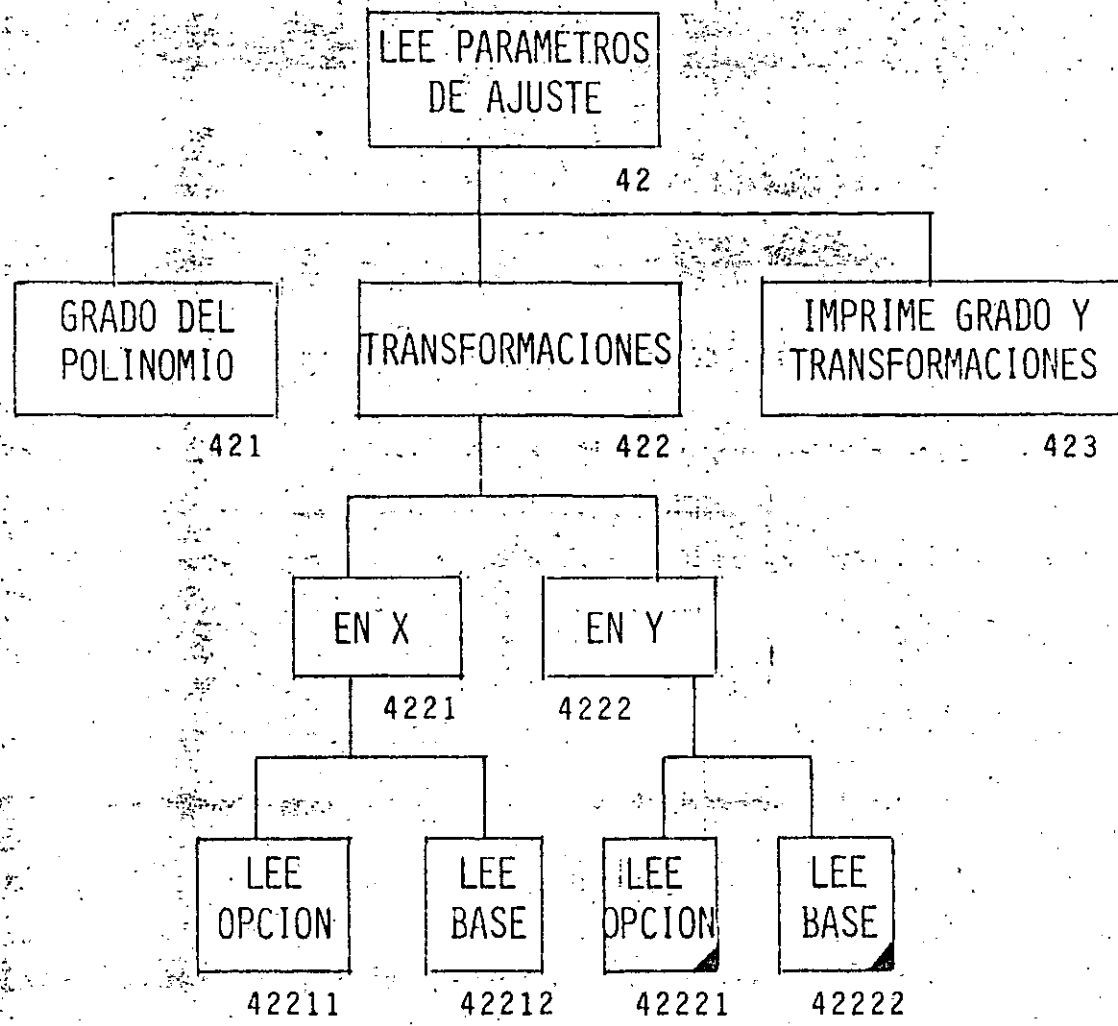 LEE PARAMETROS
DE AJUSTE
42
GRADO DEL
POLINOMIO
421
TRANSFORMACIONES
422
IMPRIME GRADO Y
TRANSFORMACIONES
423
EN X
4221
EN Y
4222
LEE
OPCION
42211
LEE
BASE
42212
LEE
OPCION
42221
LEE
BASE
42222